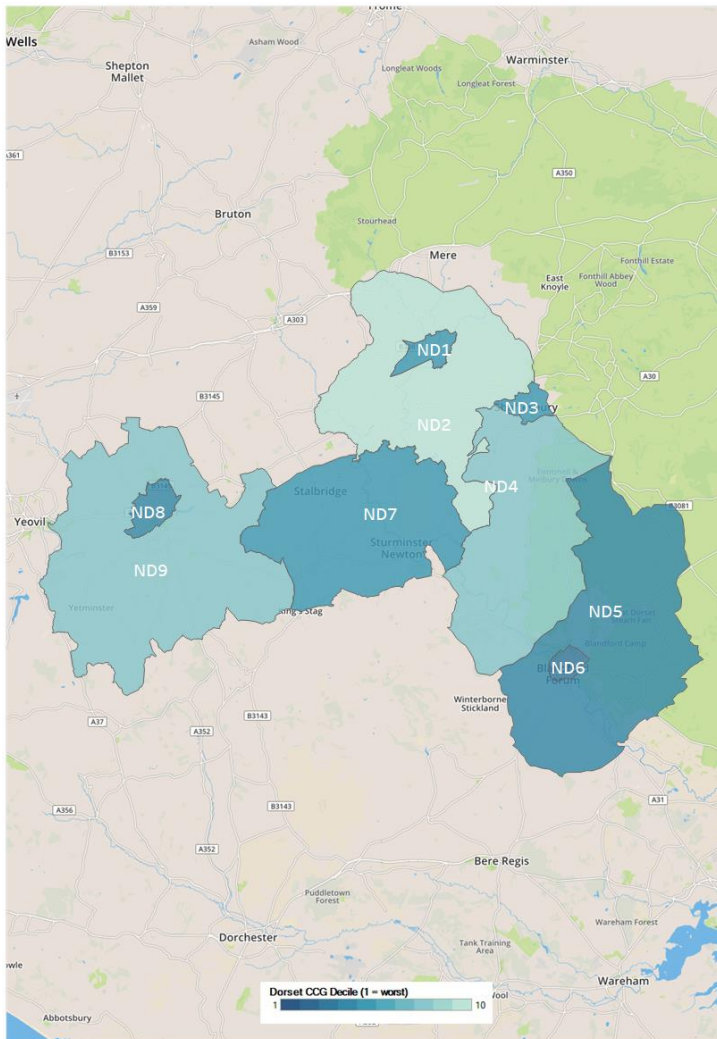 Wells
Asham Wood
Warminster
Shepton
Mallet
Longleat Woods
Longleat Forest
A361
A350
Bruton
Stourhead
B3153
Mere
Fonthill Estate
East
Knoyle
Fonthill Abbey
Wood
A359
A303
ND1
A30
B3145
ND3
ND2
ND4
Stalbridge
B3081
ND8
ND7
Yeovil
Sturminster
Newton
ND9
Yetminster
ND5
Blandford Camp
ND6
Forum
Winterborne
Stickland
A37
B3143
A352
A31
A356
B3143
A352
Bere Regis
Puddletown
Forest
Wareham Forest
Dorchester
Tank Training
Area
Wareham
Dorset CCG Decile (1 = worst)
1
10
Wool
Abbotsbury